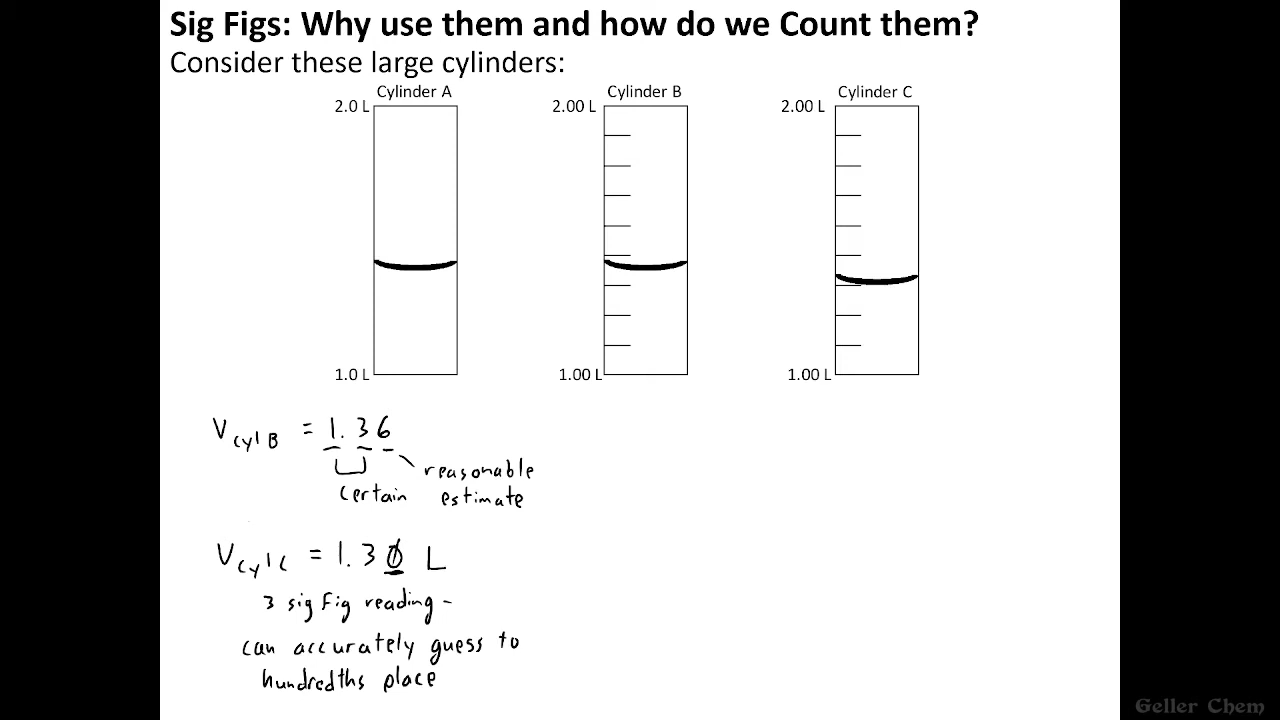 Sig Figs: Why use them and how do we Count them?
Consider these large cylinders:
Cylinder A Cylinder B Cylinder C
2.0 L 2.00 L 2.00 L
1.0 L 1.00 L 1.00 L
V cyl B = 1.36
reasonable
certain estimate
V cyl C = 1.30 L
3 sig fig reading -
can accurately guess to
hundredths place
Geller Chem